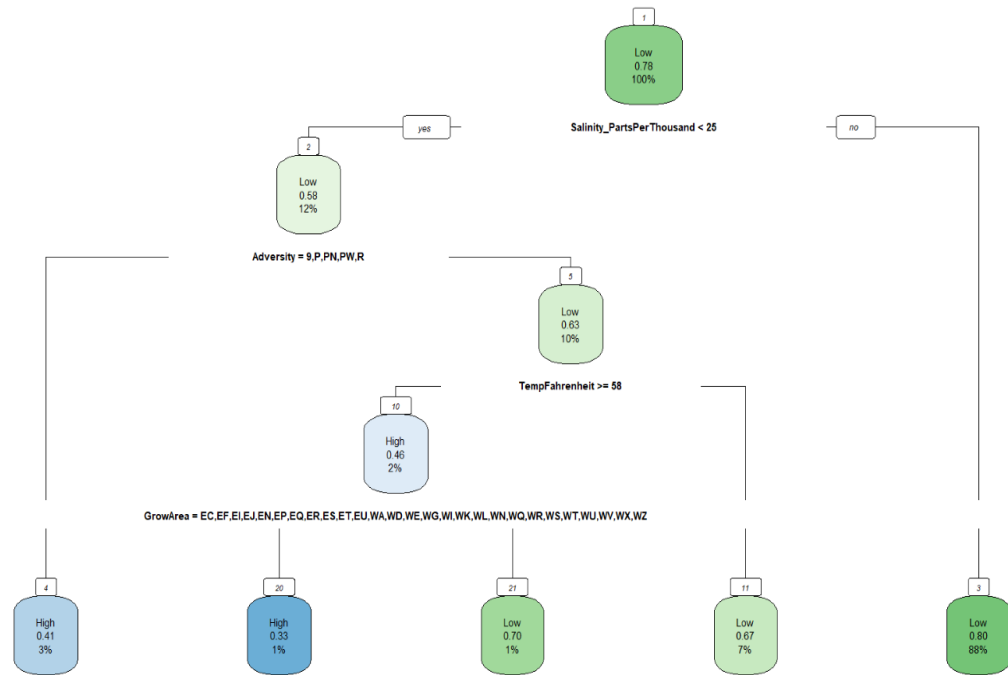 1
Low
0.78
100%
yes
Salinity_PartsPerThousand < 25
no
2
Low
0.58
12%
Adversity = 9,P,PN,PW,R
5
Low
0.63
10%
TempFahrenheit >= 58
10
High
0.46
2%
GrowArea = EC,EF,EI,EJ,EN,EP,EQ,ER,ES,ET,EU,WA,WD,WE,WG,WI,WK,WL,WN,WQ,WR,WS,WT,WU,WV,WX,WZ
4
High
0.41
3%
20
High
0.33
1%
21
Low
0.70
1%
11
Low
0.67
7%
3
Low
0.80
88%